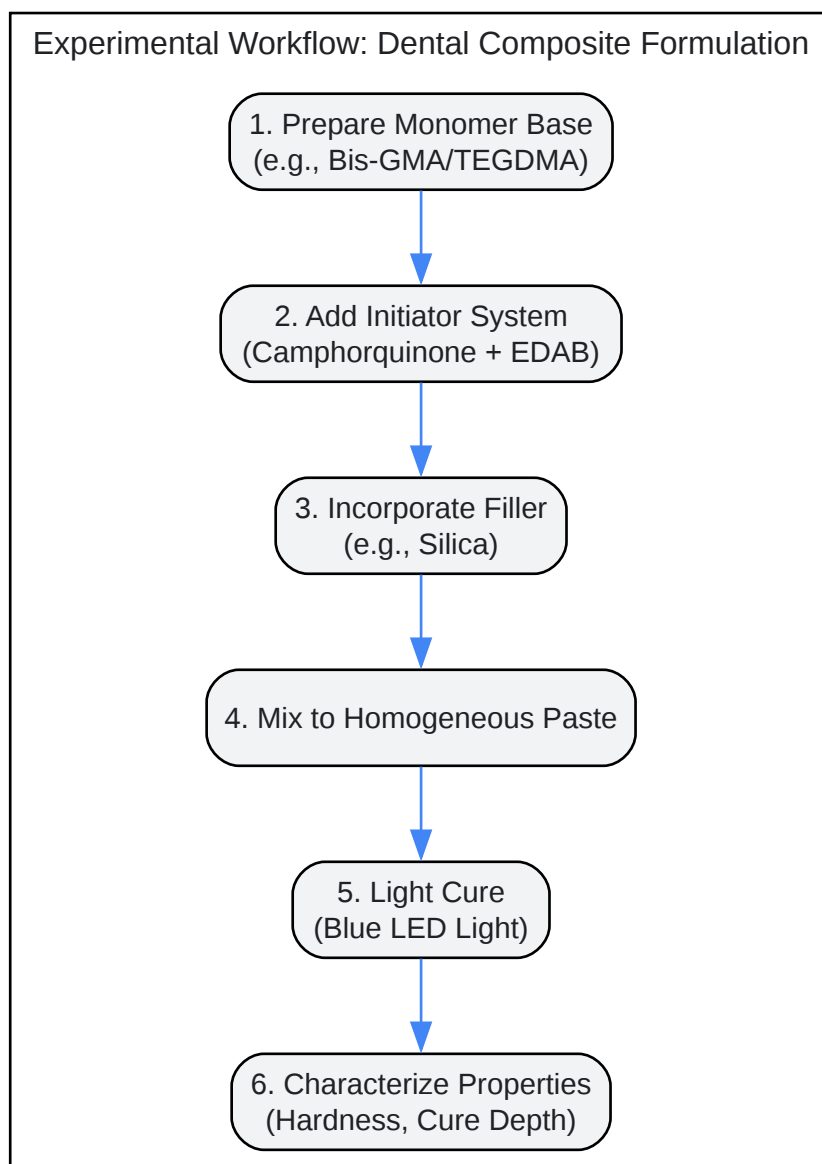 Experimental Workflow: Dental Composite Formulation
1. Prepare Monomer Base
(e.g., Bis-GMA/TEGDMA)
2. Add Initiator System
(Camphorquinone + EDAB)
3. Incorporate Filler
(e.g., Silica)
4. Mix to Homogeneous Paste
5. Light Cure
(Blue LED Light)
6. Characterize Properties
(Hardness, Cure Depth)